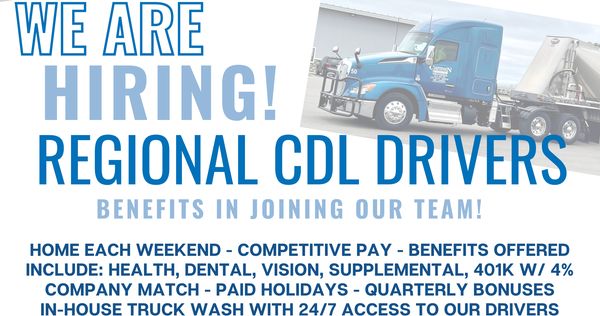 WE ARE
HIRING!
REGIONAL CDL DRIVERS
BENEFITS IN JOINING OUR TEAM!
HOME EACH WEEKEND - COMPETITIVE PAY - BENEFITS OFFERED
INCLUDE: HEALTH, DENTAL, VISION, SUPPLEMENTAL, 401K W/ 4%
COMPANY MATCH - PAID HOLIDAYS - QUARTERLY BONUSES
IN-HOUSE TRUCK WASH WITH 24/7 ACCESS TO OUR DRIVERS